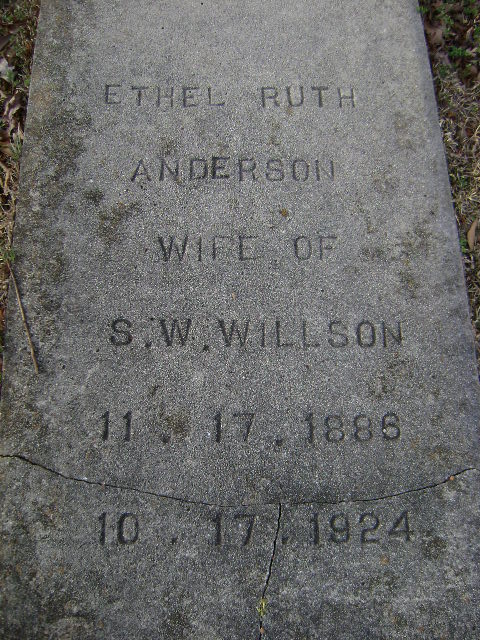 ETHEL RUTH
ANDERSON
WIFE OF
S. W. WILLSON
11 . 17 . 1886
10 . 17 . 1924